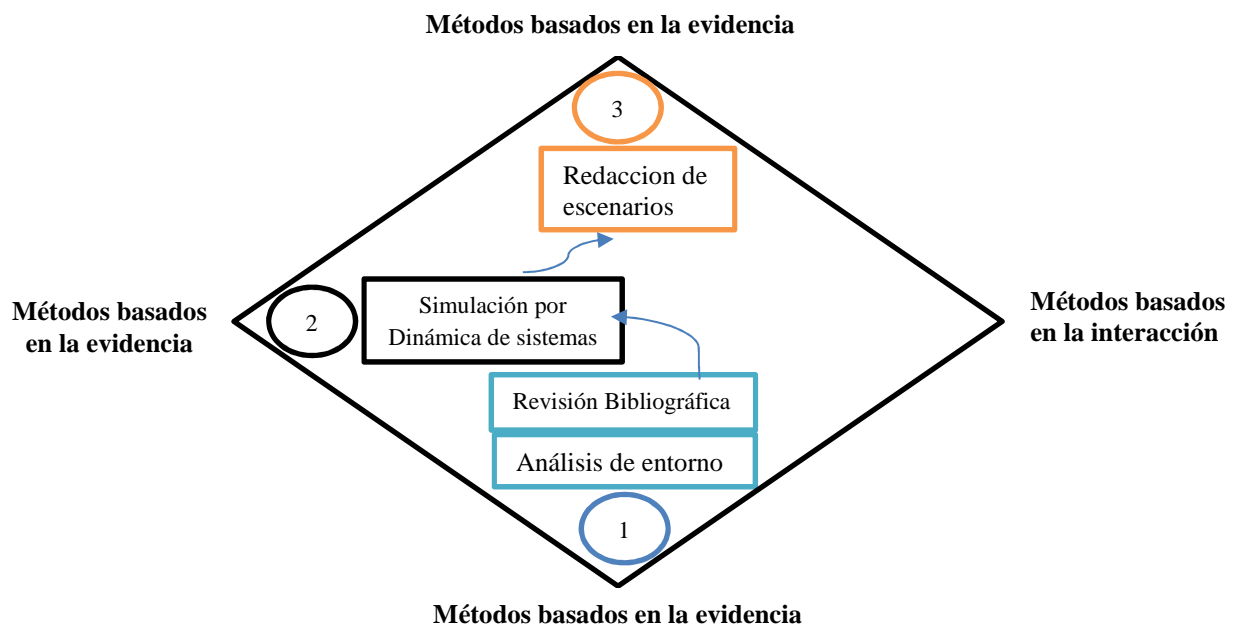 Métodos basados en la evidencia
3
Redaccion de
escenarios
Métodos basados
en la evidencia
2
Simulación por
Dinámica de sistemas
Métodos basados
en la interacción
Revisión Bibliográfica
Análisis de entorno
1
Métodos basados en la evidencia